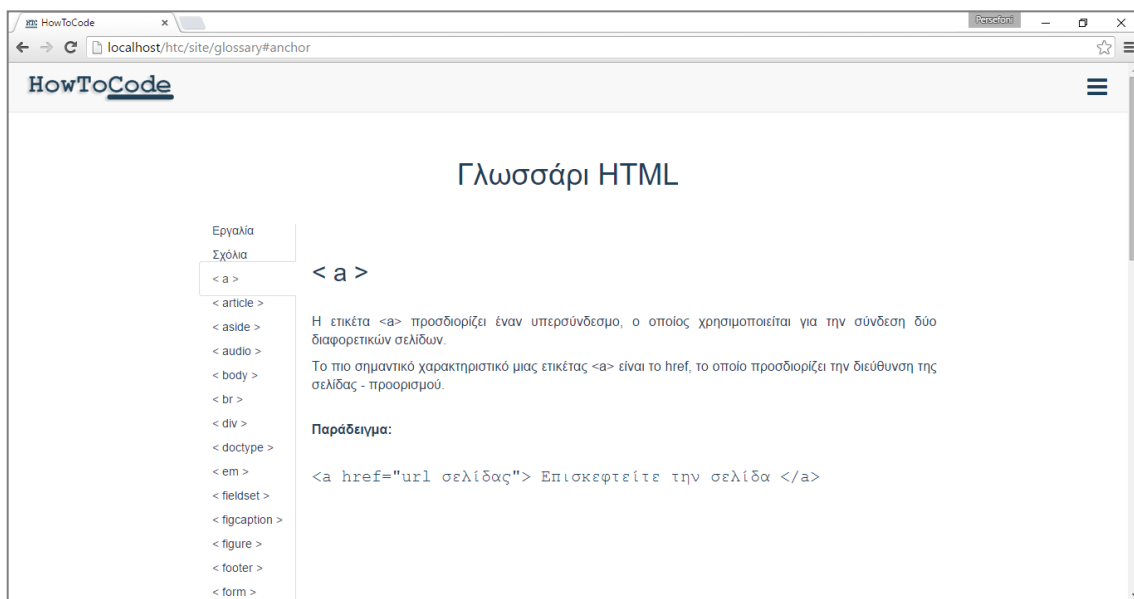 HowToCode
Persefoni
localhost/htc/site/glossary#anchor
HowToCode
Γλωσσάρι HTML
Εργαλία
Σχόλια
< a >
< article >
< aside >
< audio >
< body >
< br >
< div >
< doctype >
< em >
< fieldset >
< figcaption >
< figure >
< footer >
< form >
< a >
Η ετικέτα <a> προσδιορίζει έναν υπερσύνδεσμο, ο οποίος χρησιμοποιείται για την σύνδεση δύο
διαφορετικών σελίδων.
Το πιο σημαντικό χαρακτηριστικό μιας ετικέτας <a> είναι το href, το οποίο προσδιορίζει την διεύθυνση της
σελίδας - προορισμού.
Παράδειγμα:
<a href="url σελίδας"> Επισκεφτείτε την σελίδα </a>